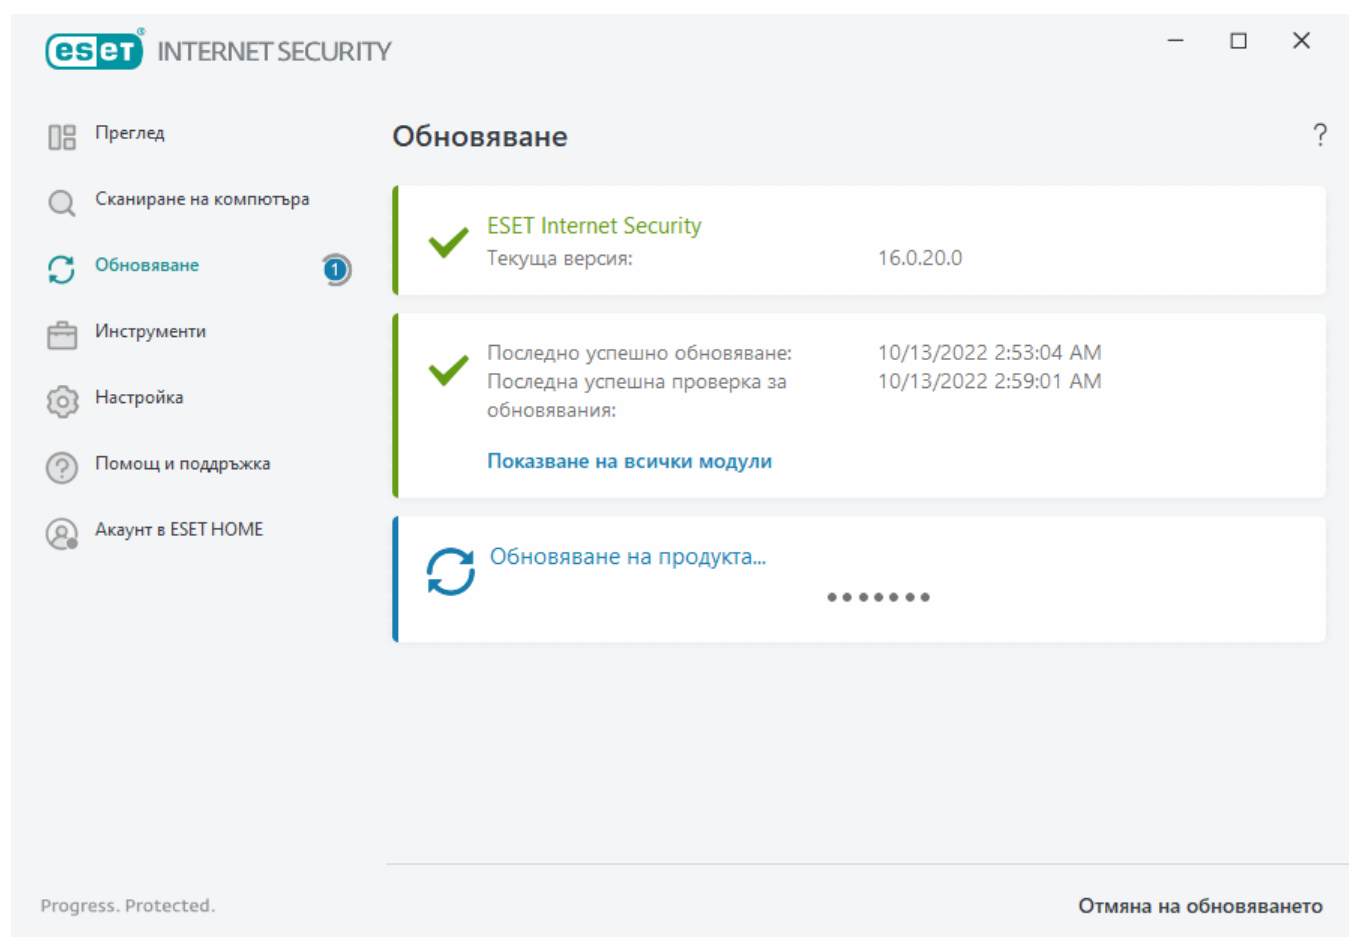 eset® INTERNET SECURITY
Преглед
Сканиране на компютъра
Обновяване
1
Инструменти
Настройка
Помощ и поддръжка
Акаунт в ESET HOME
Обновяване
?
ESET Internet Security
Текуща версия: 16.0.20.0
Последно успешно обновяване: 10/13/2022 2:53:04 AM
Последна успешна проверка за 10/13/2022 2:59:01 AM
обновявания:
Показване на всички модули
Обновяване на продукта...
Progress. Protected.
Отмяна на обновяването